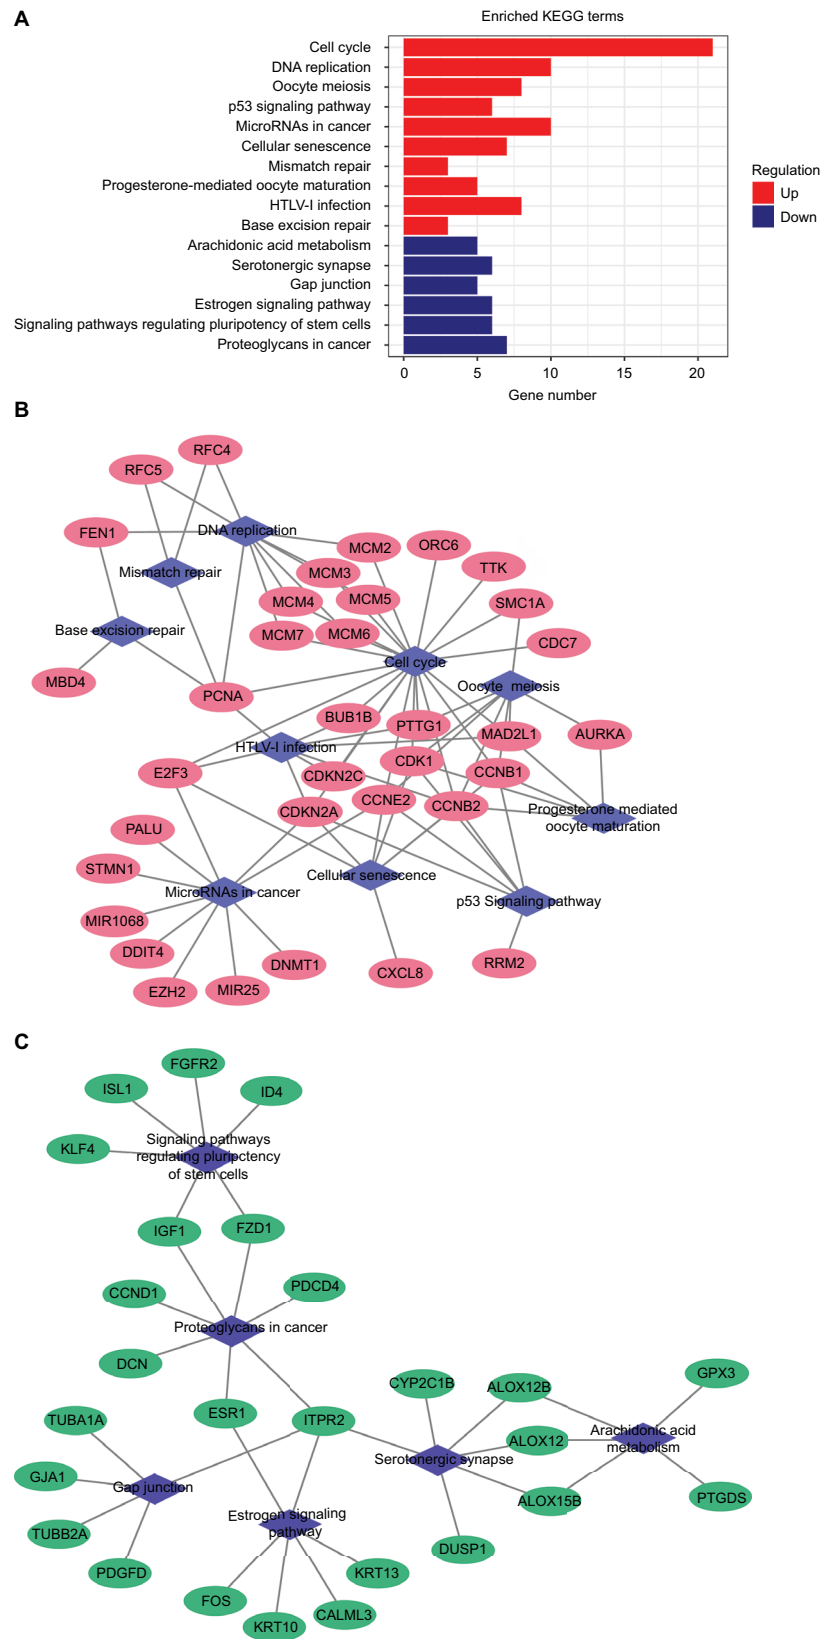 A
Enriched KEGG terms
Cell cycle
DNA replication
Oocyte meiosis
p53 signaling pathway
MicroRNAs in cancer
Cellular senescence
Mismatch repair
Progesterone-mediated oocyte maturation
HTLV-I infection
Base excision repair
Arachidonic acid metabolism
Serotonergic synapse
Gap junction
Estrogen signaling pathway
Signaling pathways regulating pluripotency of stem cells
Proteoglycans in cancer
Regulation
Up
Down
0 5 10 15 20
Gene number
B
RFC4
RFC5
FEN1
DNA replication
MCM2
ORC6
TTK
Mismatch repair
MCM3
MCM4
MCM5
SMC1A
Base excision repair
MCM7
MCM6
CDC7
Cell cycle
MBD4
PCNA
Oocyte meiosis
BUB1B
PTTG1
MAD2L1
AURKA
HTLV-I infection
E2F3
CDKN2C
CDK1
CCNB1
CDKN2A
CCNE2
CCNB2
Progesterone mediated
oocyte maturation
PALU
STMN1
MicroRNAs in cancer
Cellular senescence
p53 Signaling pathway
MIR1068
DDIT4
DNMT1
CXCL8
RRM2
EZH2
MIR25
C
FGFR2
ISL1
ID4
KLF4
Signaling pathways
regulating pluripctency
of stem cells
IGF1
FZD1
CCND1
PDCD4
Proteoglycans in cancer
DCN
CYP2C1B
ALOX12B
GPX3
TUBA1A
ESR1
ITPR2
ALOX12
Arachidonic acid
metabolism
Serotonergic synapse
GJA1
Gap junction
ALOX15B
PTGDS
TUBB2A
Estrogen signaling
pathway
DUSP1
PDGFD
KRT13
FOS
CALML3
KRT10